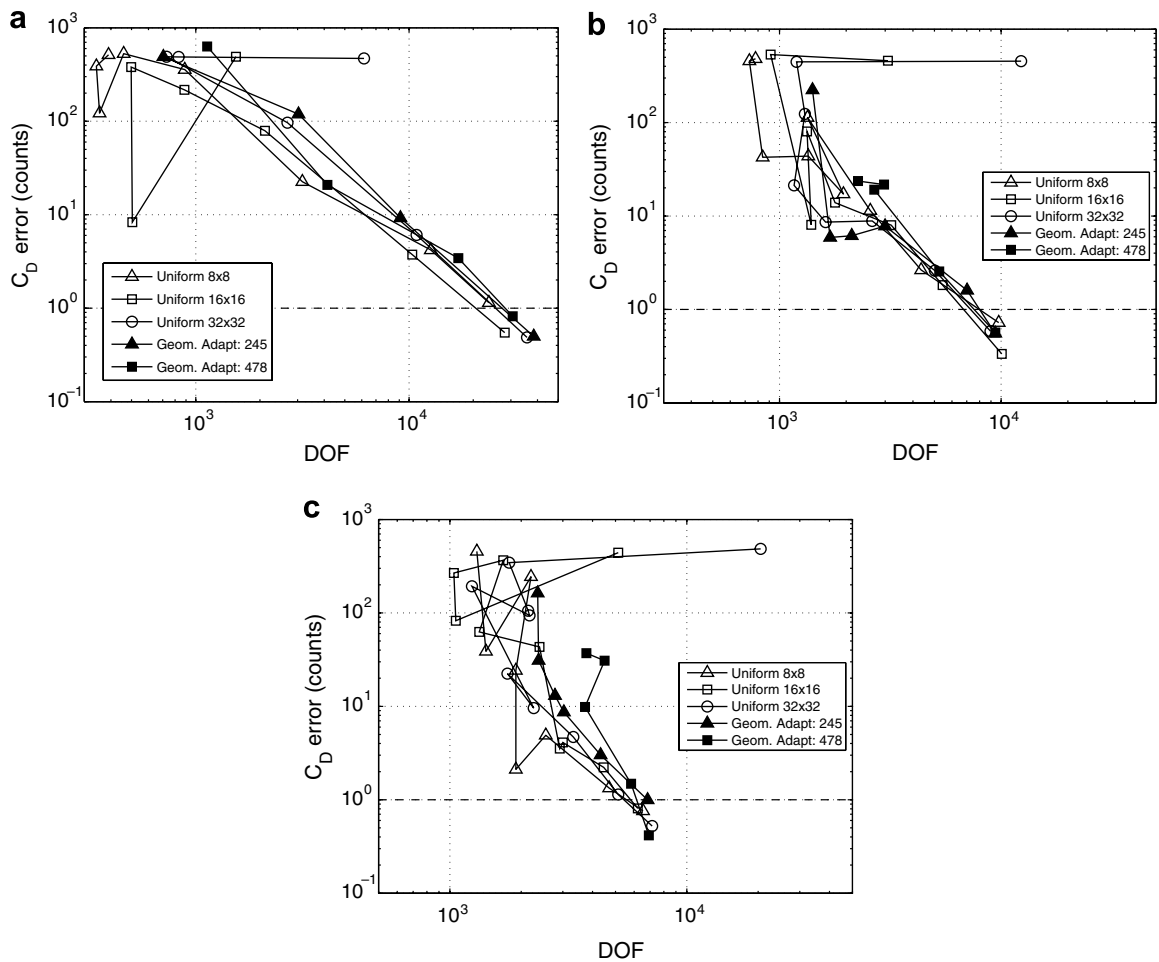 a
10^3
10^2
10^1
10^0
10^−1
C_D error (counts)
Uniform 8x8
Uniform 16x16
Uniform 32x32
Geom. Adapt: 245
Geom. Adapt: 478
10^3
10^4
DOF
b
10^3
10^2
10^1
10^0
10^−1
C_D error (counts)
Uniform 8x8
Uniform 16x16
Uniform 32x32
Geom. Adapt: 245
Geom. Adapt: 478
10^3
10^4
DOF
c
10^3
10^2
10^1
10^0
10^−1
C_D error (counts)
Uniform 8x8
Uniform 16x16
Uniform 32x32
Geom. Adapt: 245
Geom. Adapt: 478
10^3
10^4
DOF